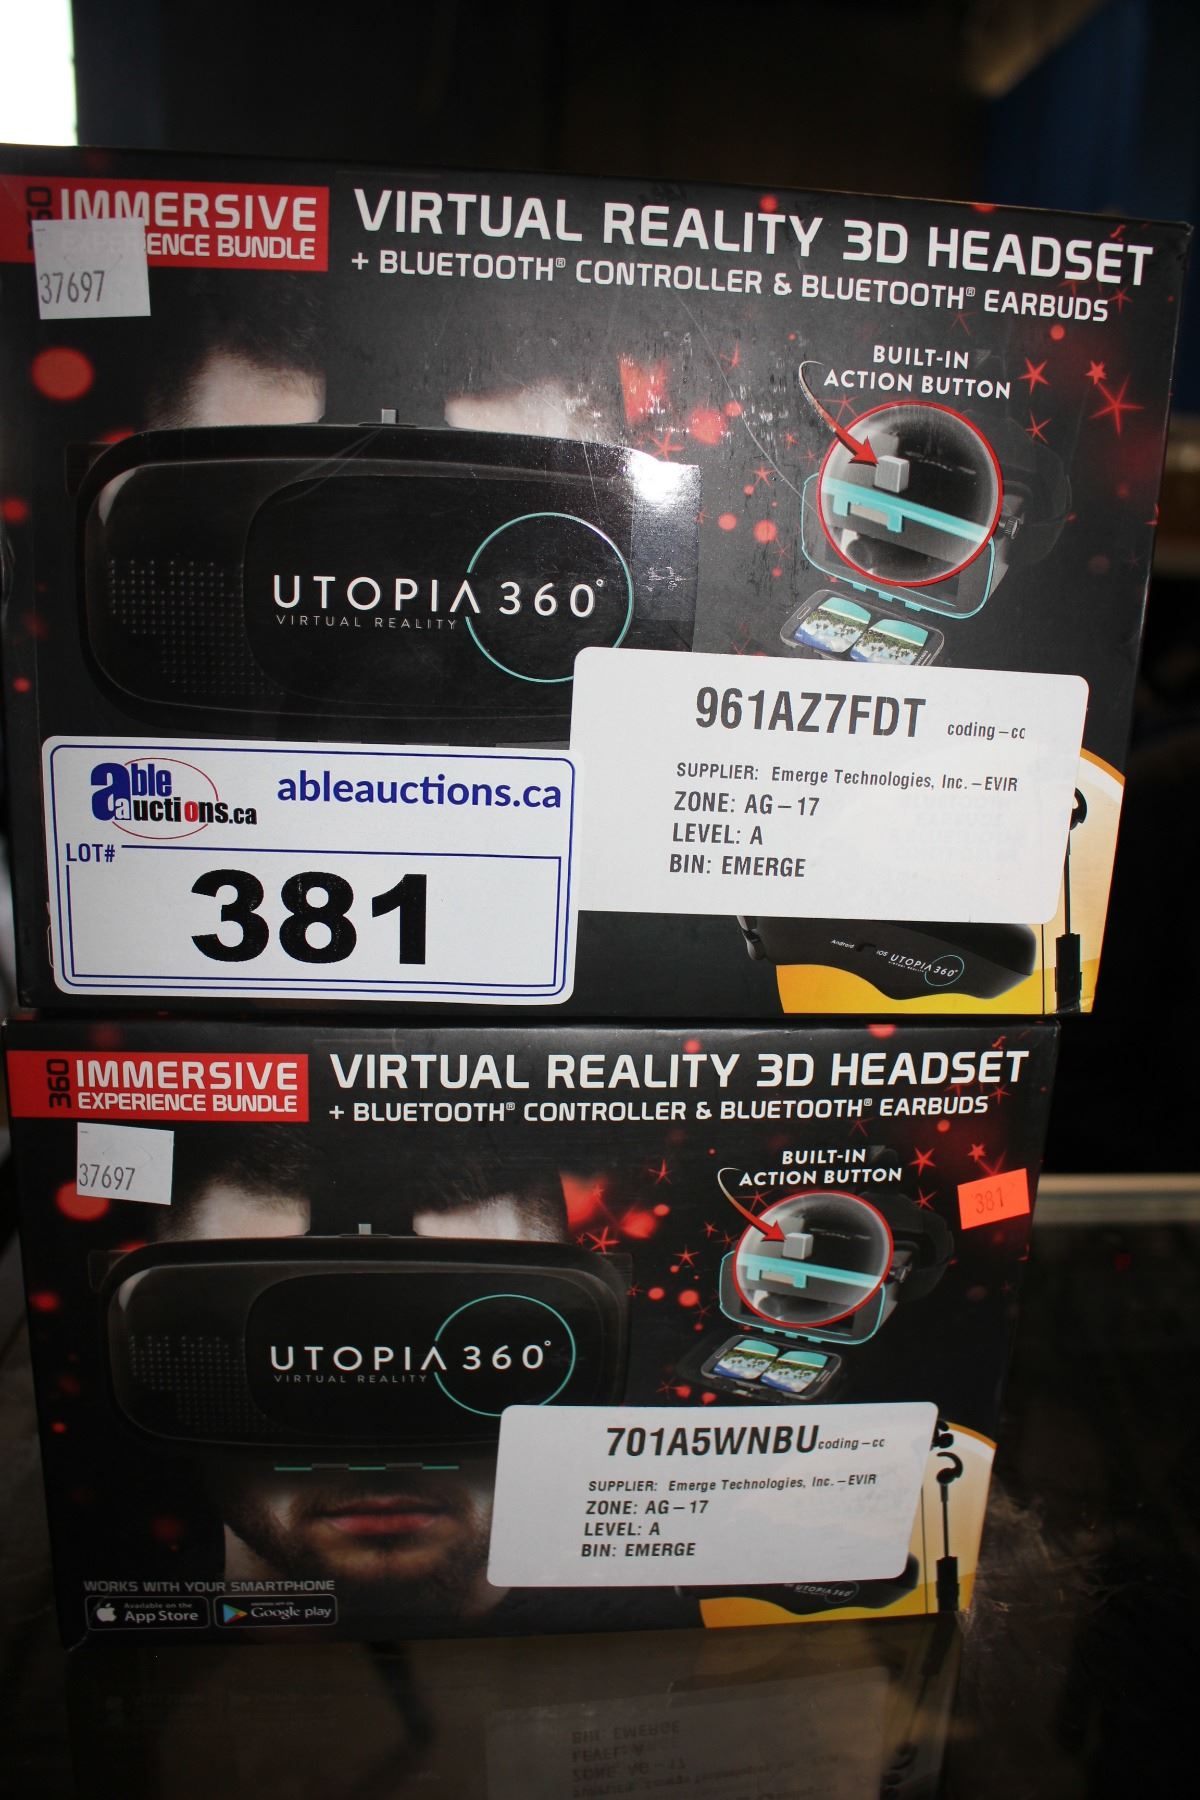 IMMERSIVE
EXPERIENCE BUNDLE
37697
VIRTUAL REALITY 3D HEADSET
+ BLUETOOTH® CONTROLLER & BLUETOOTH® EARBUDS
BUILT-IN
ACTION BUTTON
UTOPIA 360°
VIRTUAL REALITY
961AZ7FDT coding-cc
SUPPLIER: Emerge Technologies, Inc.-EVIR
ZONE: AG-17
LEVEL: A
BIN: EMERGE
able auctions.ca
ableauctions.ca
LOT#
381
Android
iOS
UTOPIA 360°
360 IMMERSIVE
EXPERIENCE BUNDLE
VIRTUAL REALITY 3D HEADSET
+ BLUETOOTH® CONTROLLER & BLUETOOTH® EARBUDS
37697
BUILT-IN
ACTION BUTTON
381
UTOPIA 360°
VIRTUAL REALITY
701A5WNBU coding-cc
SUPPLIER: Emerge Technologies, Inc.-EVIR
ZONE: AG-17
LEVEL: A
BIN: EMERGE
UTOPIA 360°
WORKS WITH YOUR SMARTPHONE
Available on the
App Store
Google play